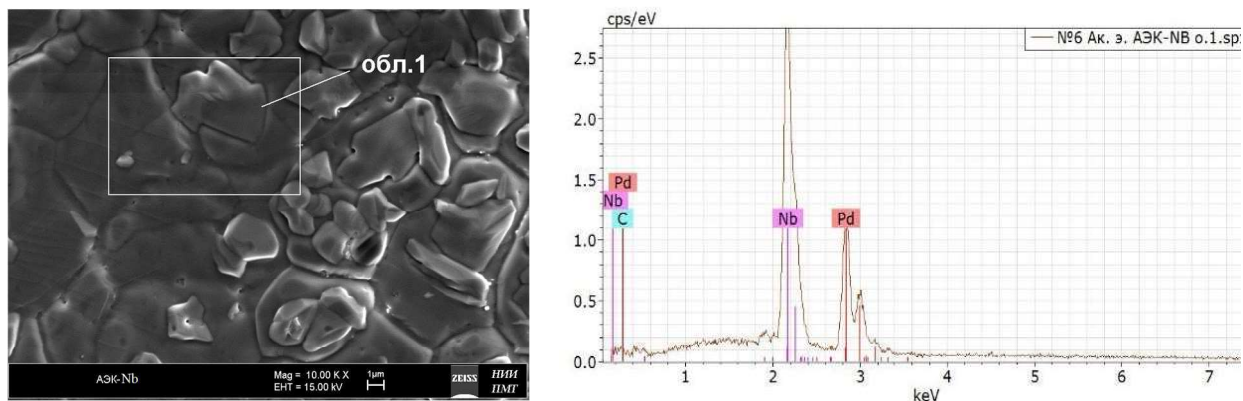 обл.1
АЭК-Nb
Mag = 10.00 K X
EHT = 15.00 kV
1µm
ZEISS
НИИ
ПМТ
cps/eV
№6 Ак. э. АЭК-NB о.1.sp
2.5
2.0
1.5
1.0
0.5
0.0
Pd
Nb
C
Nb
Pd
1
2
3
4
5
6
7
keV